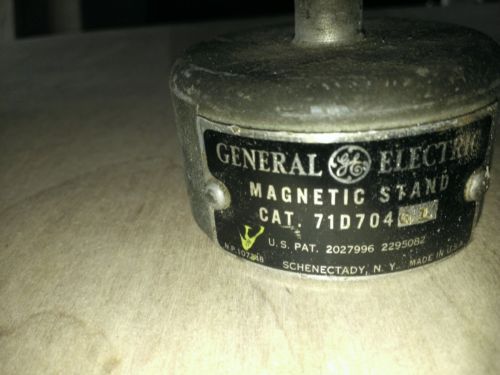 GENERAL GE ELECTRIC
MAGNETIC STAND
CAT. 71D704
U.S. PAT. 2027996 2295082
N.P.
SCHENECTADY, N. Y. MADE IN U.S.A.